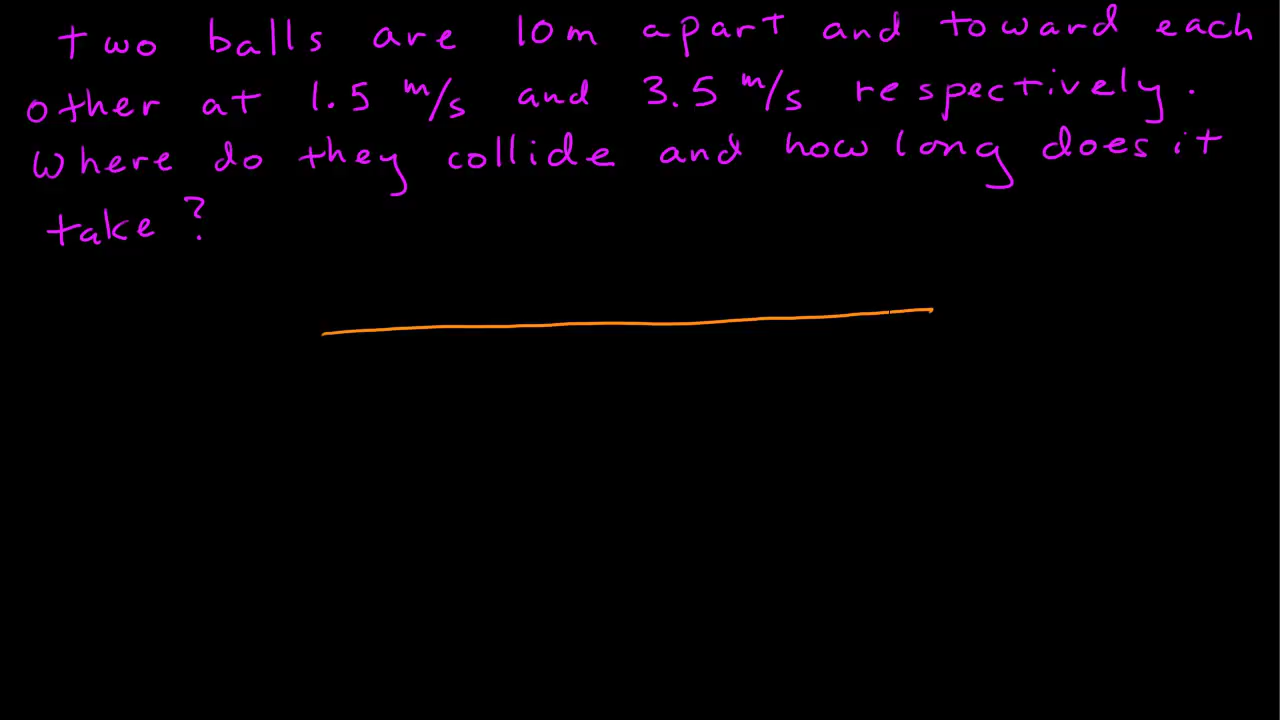 two balls are 10m apart and toward each
other at 1.5 m/s and 3.5 m/s respectively.
Where do they collide and how long does it
take?